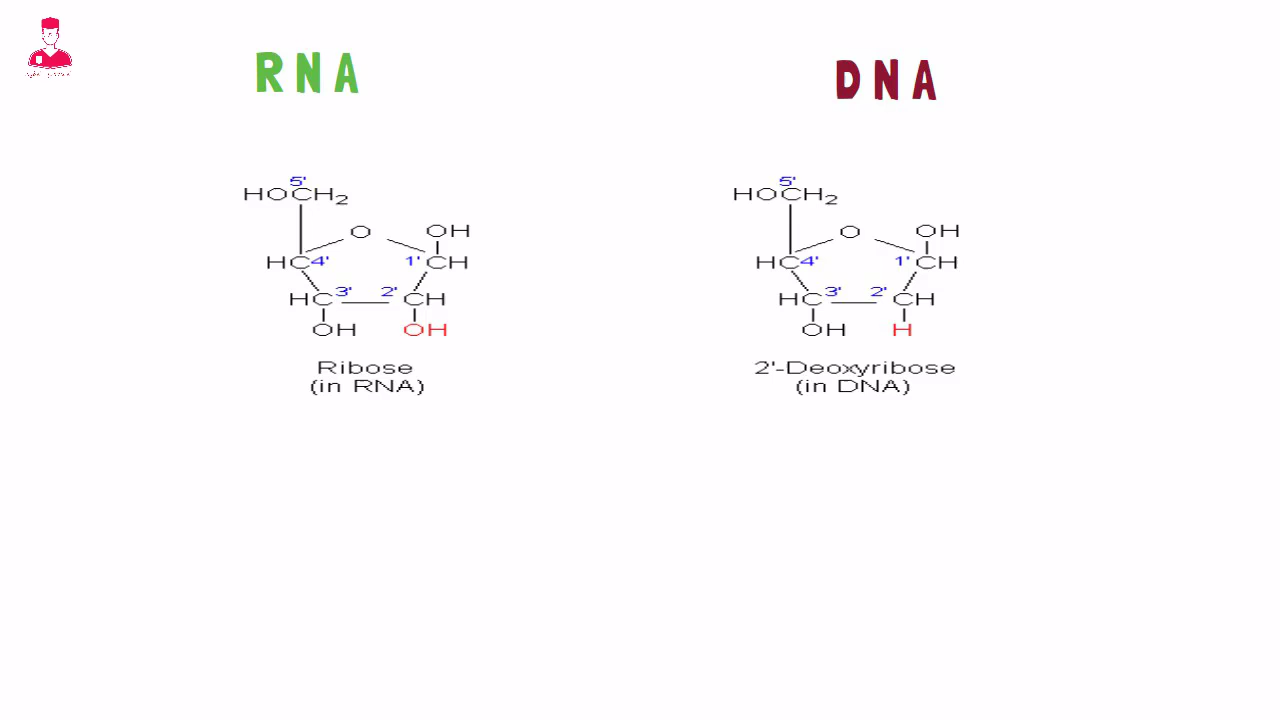 RNA
DNA
5'
HOCH2
O
OH
HC4'
1'CH
HC3'
2'CH
OH
OH
Ribose
(in RNA)
5'
HOCH2
O
OH
HC4'
1'CH
HC3'
2'CH
OH
H
2'-Deoxyribose
(in DNA)